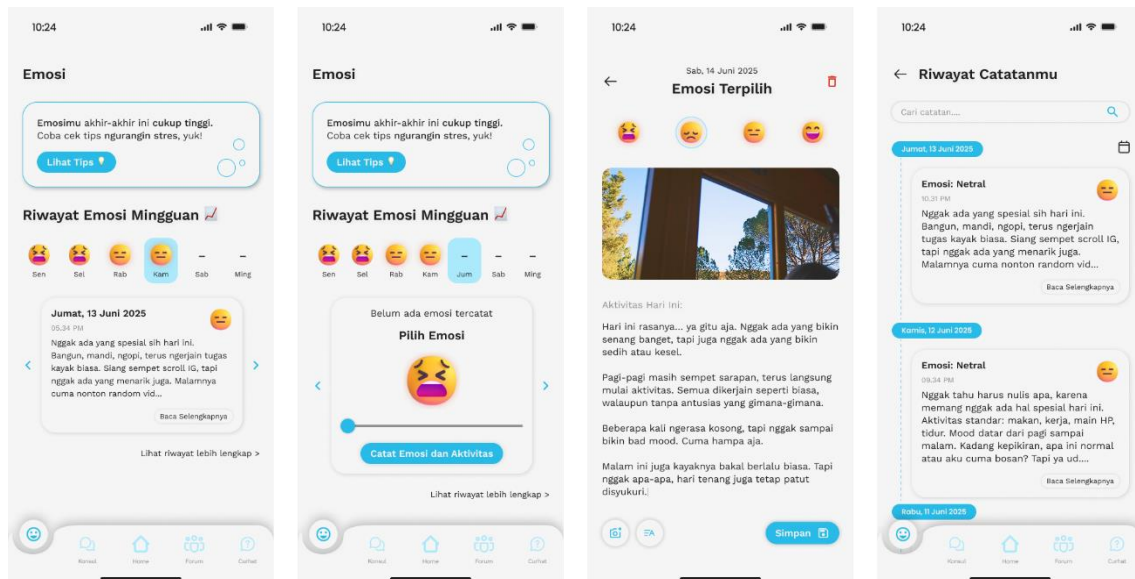 10:24
Emosi
Emosimu akhir-akhir ini cukup tinggi.
Coba cek tips ngurangin stres, yuk!
Lihat Tips
Riwayat Emosi Mingguan
Sen Sel Rab Kam Sab Ming
Jumat, 13 Juni 2025
05.34 PM
Nggak ada yang spesial sih hari ini.
Bangun, mandi, ngopi, terus ngerjain tugas
kayak biasa. Siang sempet scroll IG, tapi
nggak ada yang menarik juga. Malamnya
cuma nonton random vid...
Baca Selengkapnya
Lihat riwayat lebih lengkap >
Konsul Home Forum Curhat
10:24
Emosi
Emosimu akhir-akhir ini cukup tinggi.
Coba cek tips ngurangin stres, yuk!
Lihat Tips
Riwayat Emosi Mingguan
Sen Sel Rab Kam Jum Sab Ming
Belum ada emosi tercatat
Pilih Emosi
Catat Emosi dan Aktivitas
Lihat riwayat lebih lengkap >
Konsul Home Forum Curhat
10:24
Sab, 14 Juni 2025
Emosi Terpilih
Aktivitas Hari Ini:
Hari ini rasanya... ya gitu aja. Nggak ada yang bikin
senang banget, tapi juga nggak ada yang bikin
sedih atau kesel.
Pagi-pagi masih sempet sarapan, terus langsung
mulai aktivitas. Semua dikerjain seperti biasa,
walaupun tanpa antusias yang gimana-gimana.
Beberapa kali ngerasa kosong, tapi nggak sampai
bikin bad mood. Cuma hampa aja.
Malam ini juga kayaknya bakal berlalu biasa. Tapi
nggak apa-apa, hari tenang juga tetap patut
disyukuri.
Simpan
10:24
Riwayat Catatanmu
Cari catatan....
Jumat, 13 Juni 2025
Emosi: Netral
10.31 PM
Nggak ada yang spesial sih hari ini.
Bangun, mandi, ngopi, terus ngerjain
tugas kayak biasa. Siang sempet scroll IG,
tapi nggak ada yang menarik juga.
Malamnya cuma nonton random vid...
Baca Selengkapnya
Kamis, 12 Juni 2025
Emosi: Netral
09.34 PM
Nggak tahu harus nulis apa, karena
memang nggak ada hal spesial hari ini.
Aktivitas standar: makan, kerja, main HP,
tidur. Mood datar dari pagi sampai
malam. Kadang kepikiran, apa ini normal
atau aku cuma bosan? Tapi ya ud....
Baca Selengkapnya
Rabu, 11 Juni 2025
Konsul Home Forum Curhat